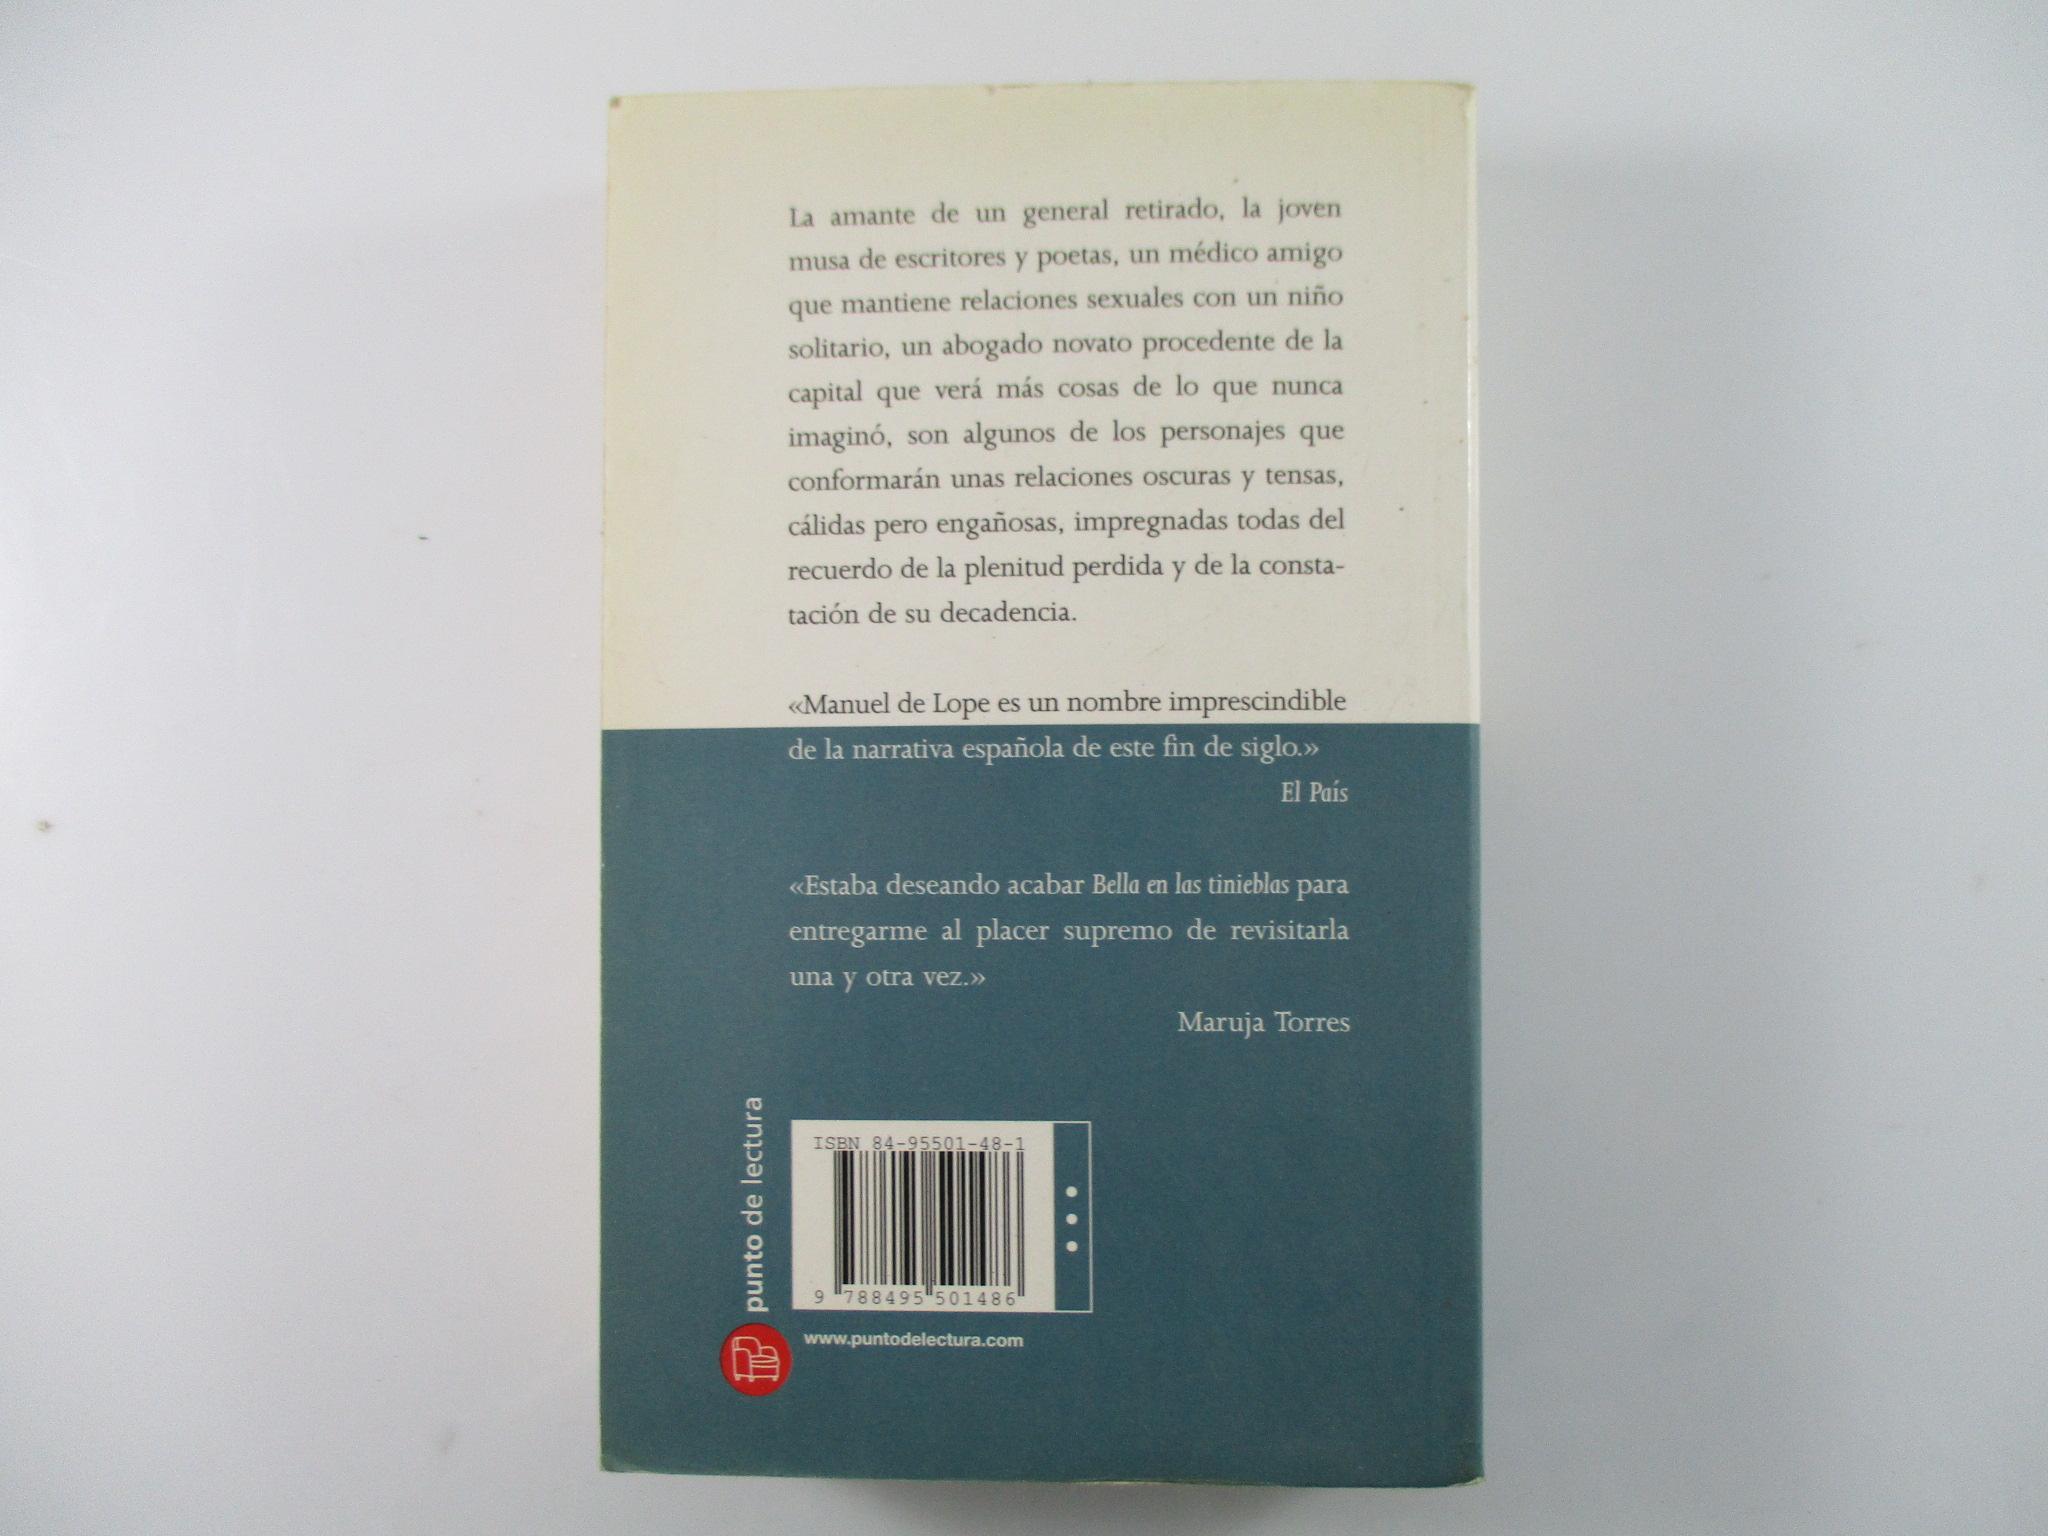 La amante de un general retirado, la joven
musa de escritores y poetas, un médico amigo
que mantiene relaciones sexuales con un niño
solitario, un abogado novato procedente de la
capital que verá más cosas de lo que nunca
imaginó, son algunos de los personajes que
conformarán unas relaciones oscuras y tensas,
cálidas pero engañosas, impregnadas todas del
recuerdo de la plenitud perdida y de la consta-
tación de su decadencia.
«Manuel de Lope es un nombre imprescindible
de la narrativa española de este fin de siglo.»
El País
«Estaba deseando acabar Bella en las tinieblas para
entregarme al placer supremo de revisitarla
una y otra vez.»
Maruja Torres
punto de lectura
ISBN 84-95501-48-1
9 788495 501486
www.puntodelectura.com